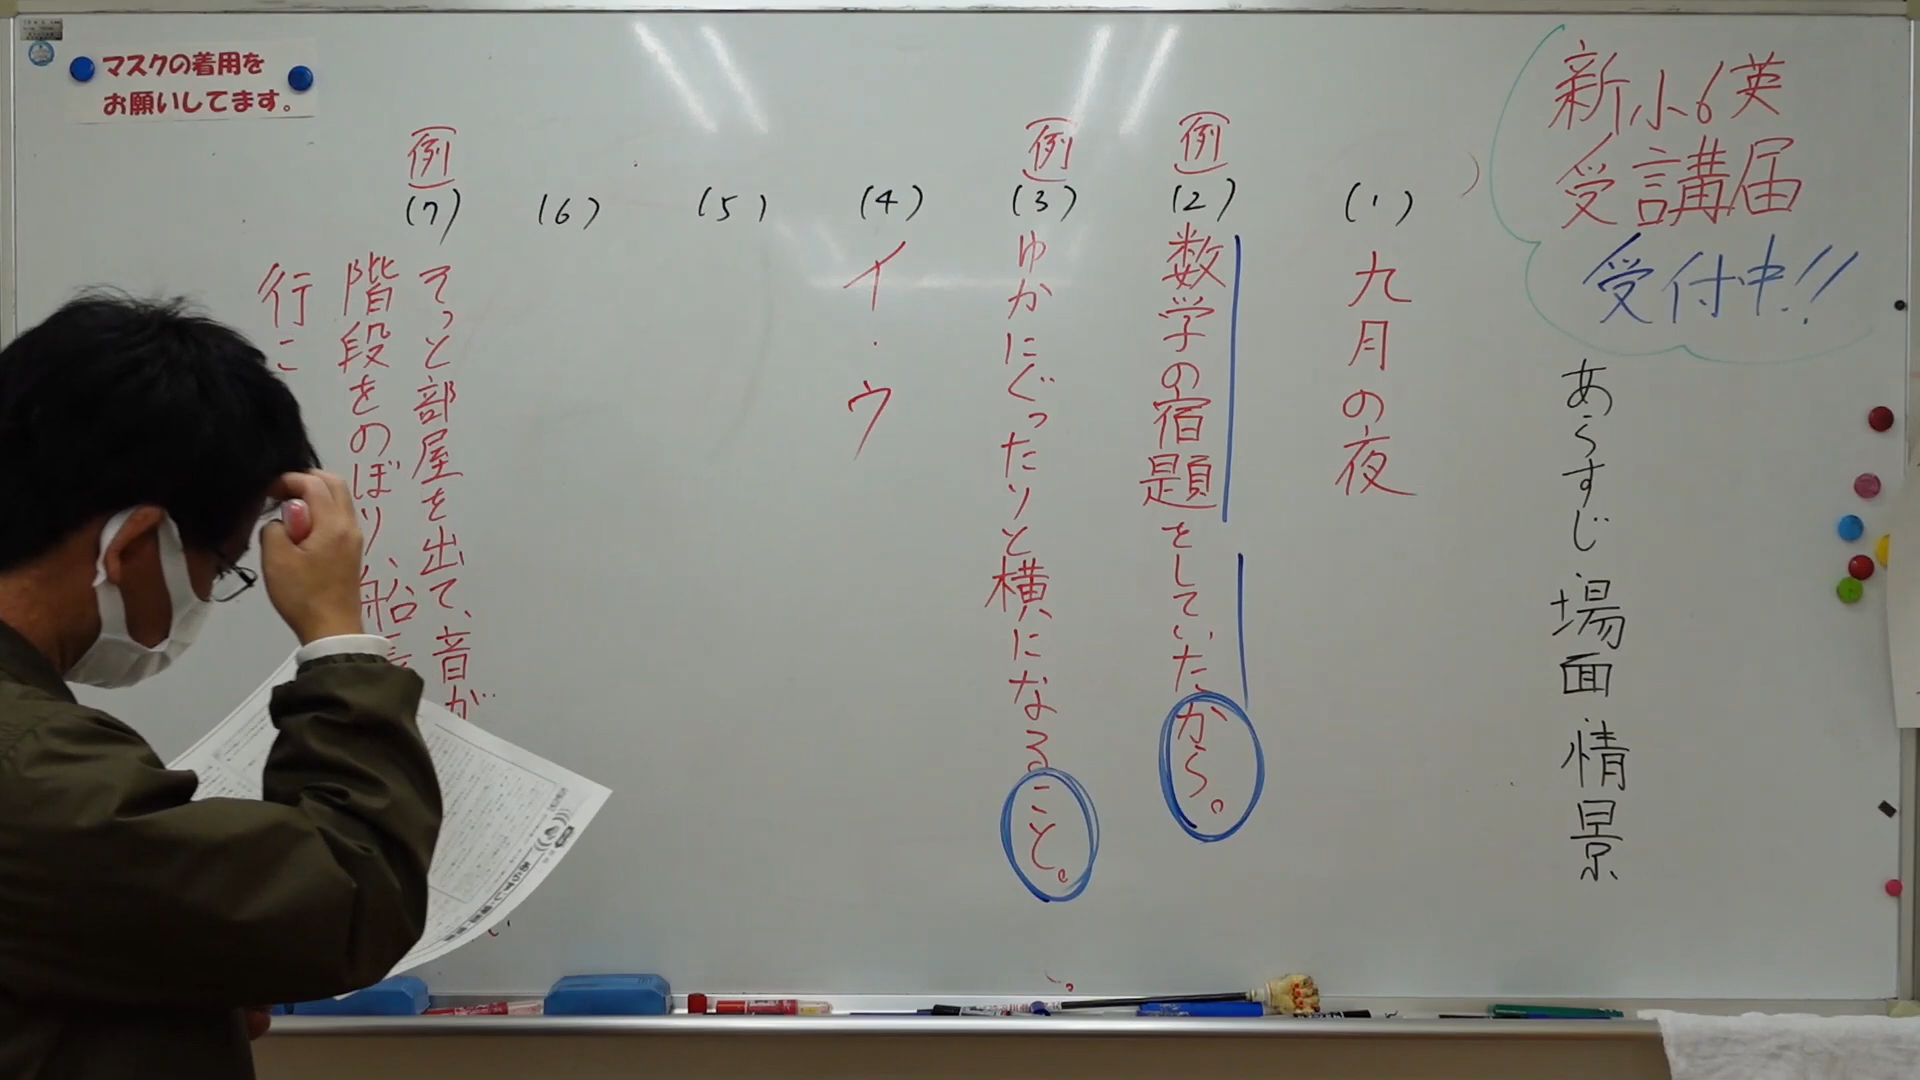 マスクの着用を
お願いしてます。
新小6英
受講届
受付中!!
あらすじ 場面 情景
(1) 九月の夜
(例) (2) 数学の宿題をしていたから。
(例) (3) ゆかにぐったりと横になること。
(4) イ・ウ
(5)
(6)
(例) (7) そっと部屋を出て、音が
階段をのぼり、船長
行こ